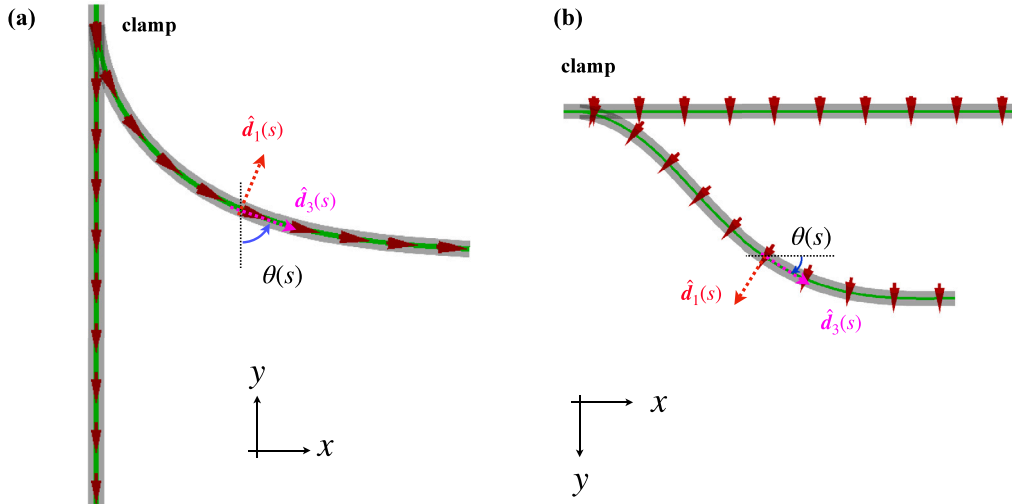 (a)
clamp
d̂₁(s)
d̂₃(s)
θ(s)
y
x
(b)
clamp
θ(s)
d̂₁(s)
d̂₃(s)
x
y